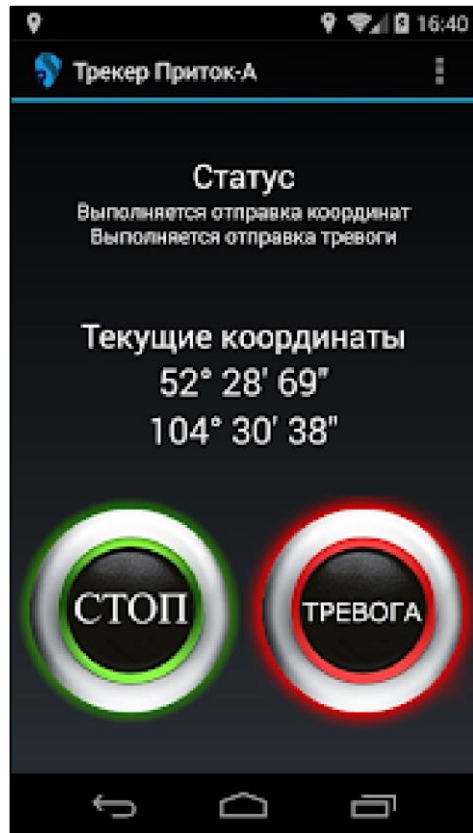 16:40
Трекер Приток-А
Статус
Выполняется отправка координат
Выполняется отправка тревоги
Текущие координаты
52° 28' 69"
104° 30' 38"
СТОП
ТРЕВОГА